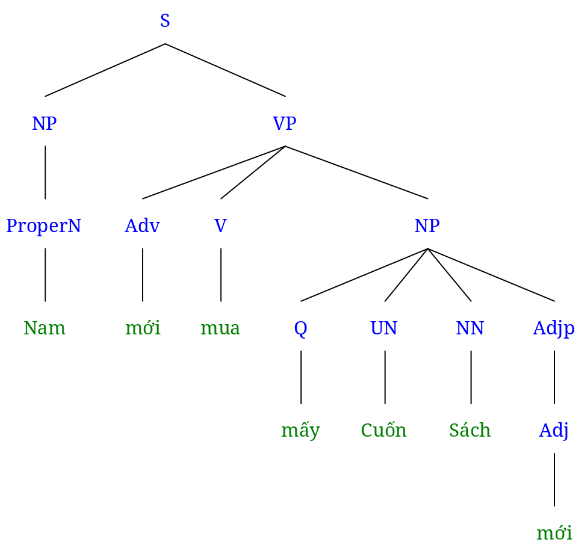 S
NP VP
ProperN Adv V NP
Nam mới mua Q UN NN Adjp
mấy Cuốn Sách Adj
mới